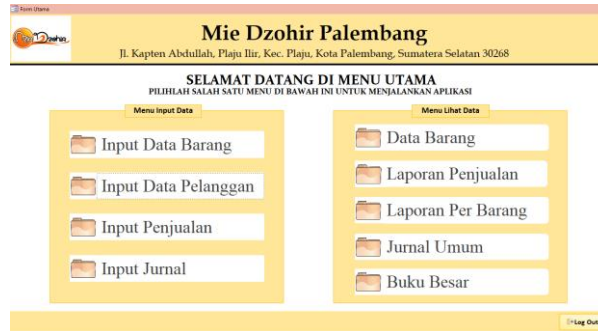 Form Utama
Mie Dzohir Palembang
Jl. Kapten Abdullah, Plaju Ilir, Kec. Plaju, Kota Palembang, Sumatera Selatan 30268
SELAMAT DATANG DI MENU UTAMA
PILIHLAH SALAH SATU MENU DI BAWAH INI UNTUK MENJALANKAN APLIKASI
Menu Input Data
Input Data Barang
Input Data Pelanggan
Input Penjualan
Input Jurnal
Menu Lihat Data
Data Barang
Laporan Penjualan
Laporan Per Barang
Jurnal Umum
Buku Besar
Log Out